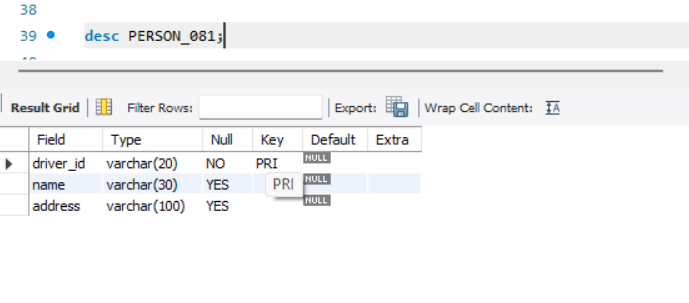 38
39 desc PERSON_081;
Result Grid Filter Rows: Export: Wrap Cell Content: IA
Field Type Null Key Default Extra
driver_id varchar(20) NO PRI NULL
name varchar(30) YES PRI NULL
address varchar(100) YES NULL